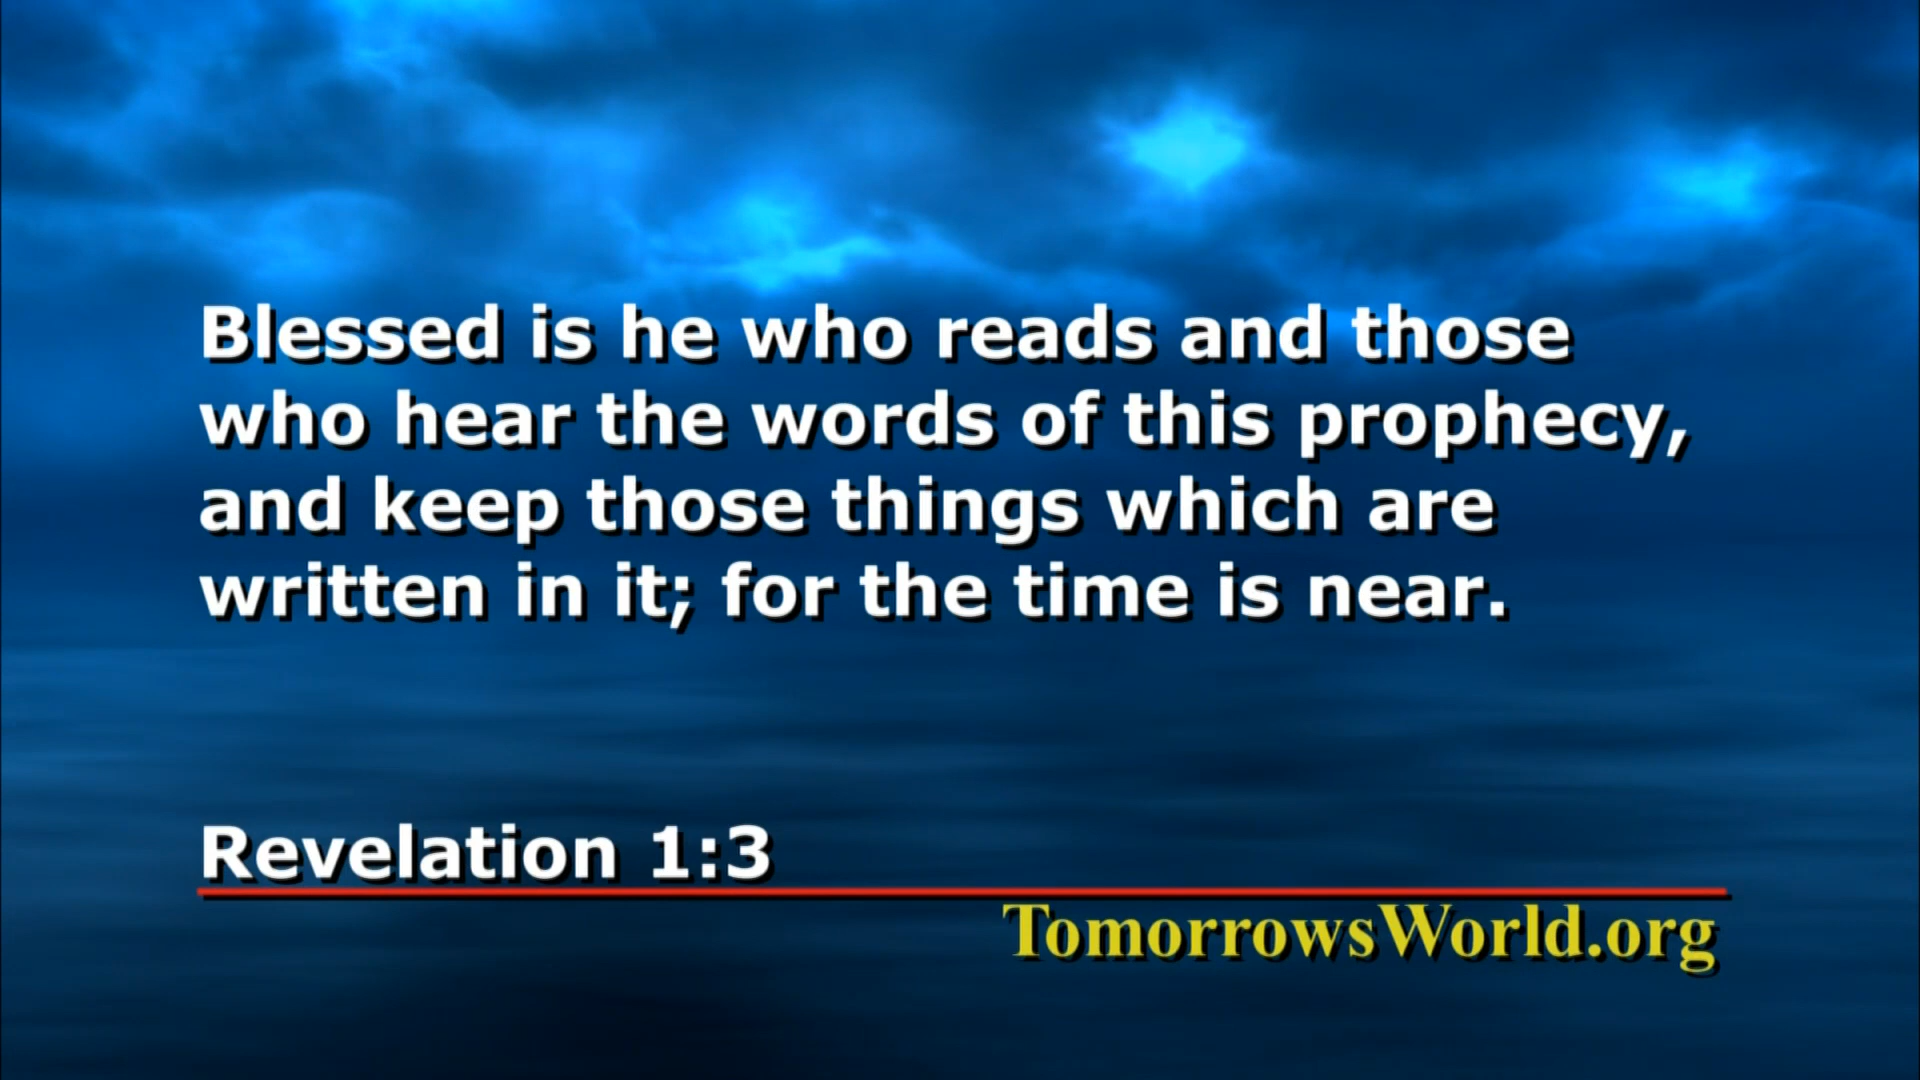 Blessed is he who reads and those
who hear the words of this prophecy,
and keep those things which are
written in it; for the time is near.
Revelation 1:3
TomorrowsWorld.org